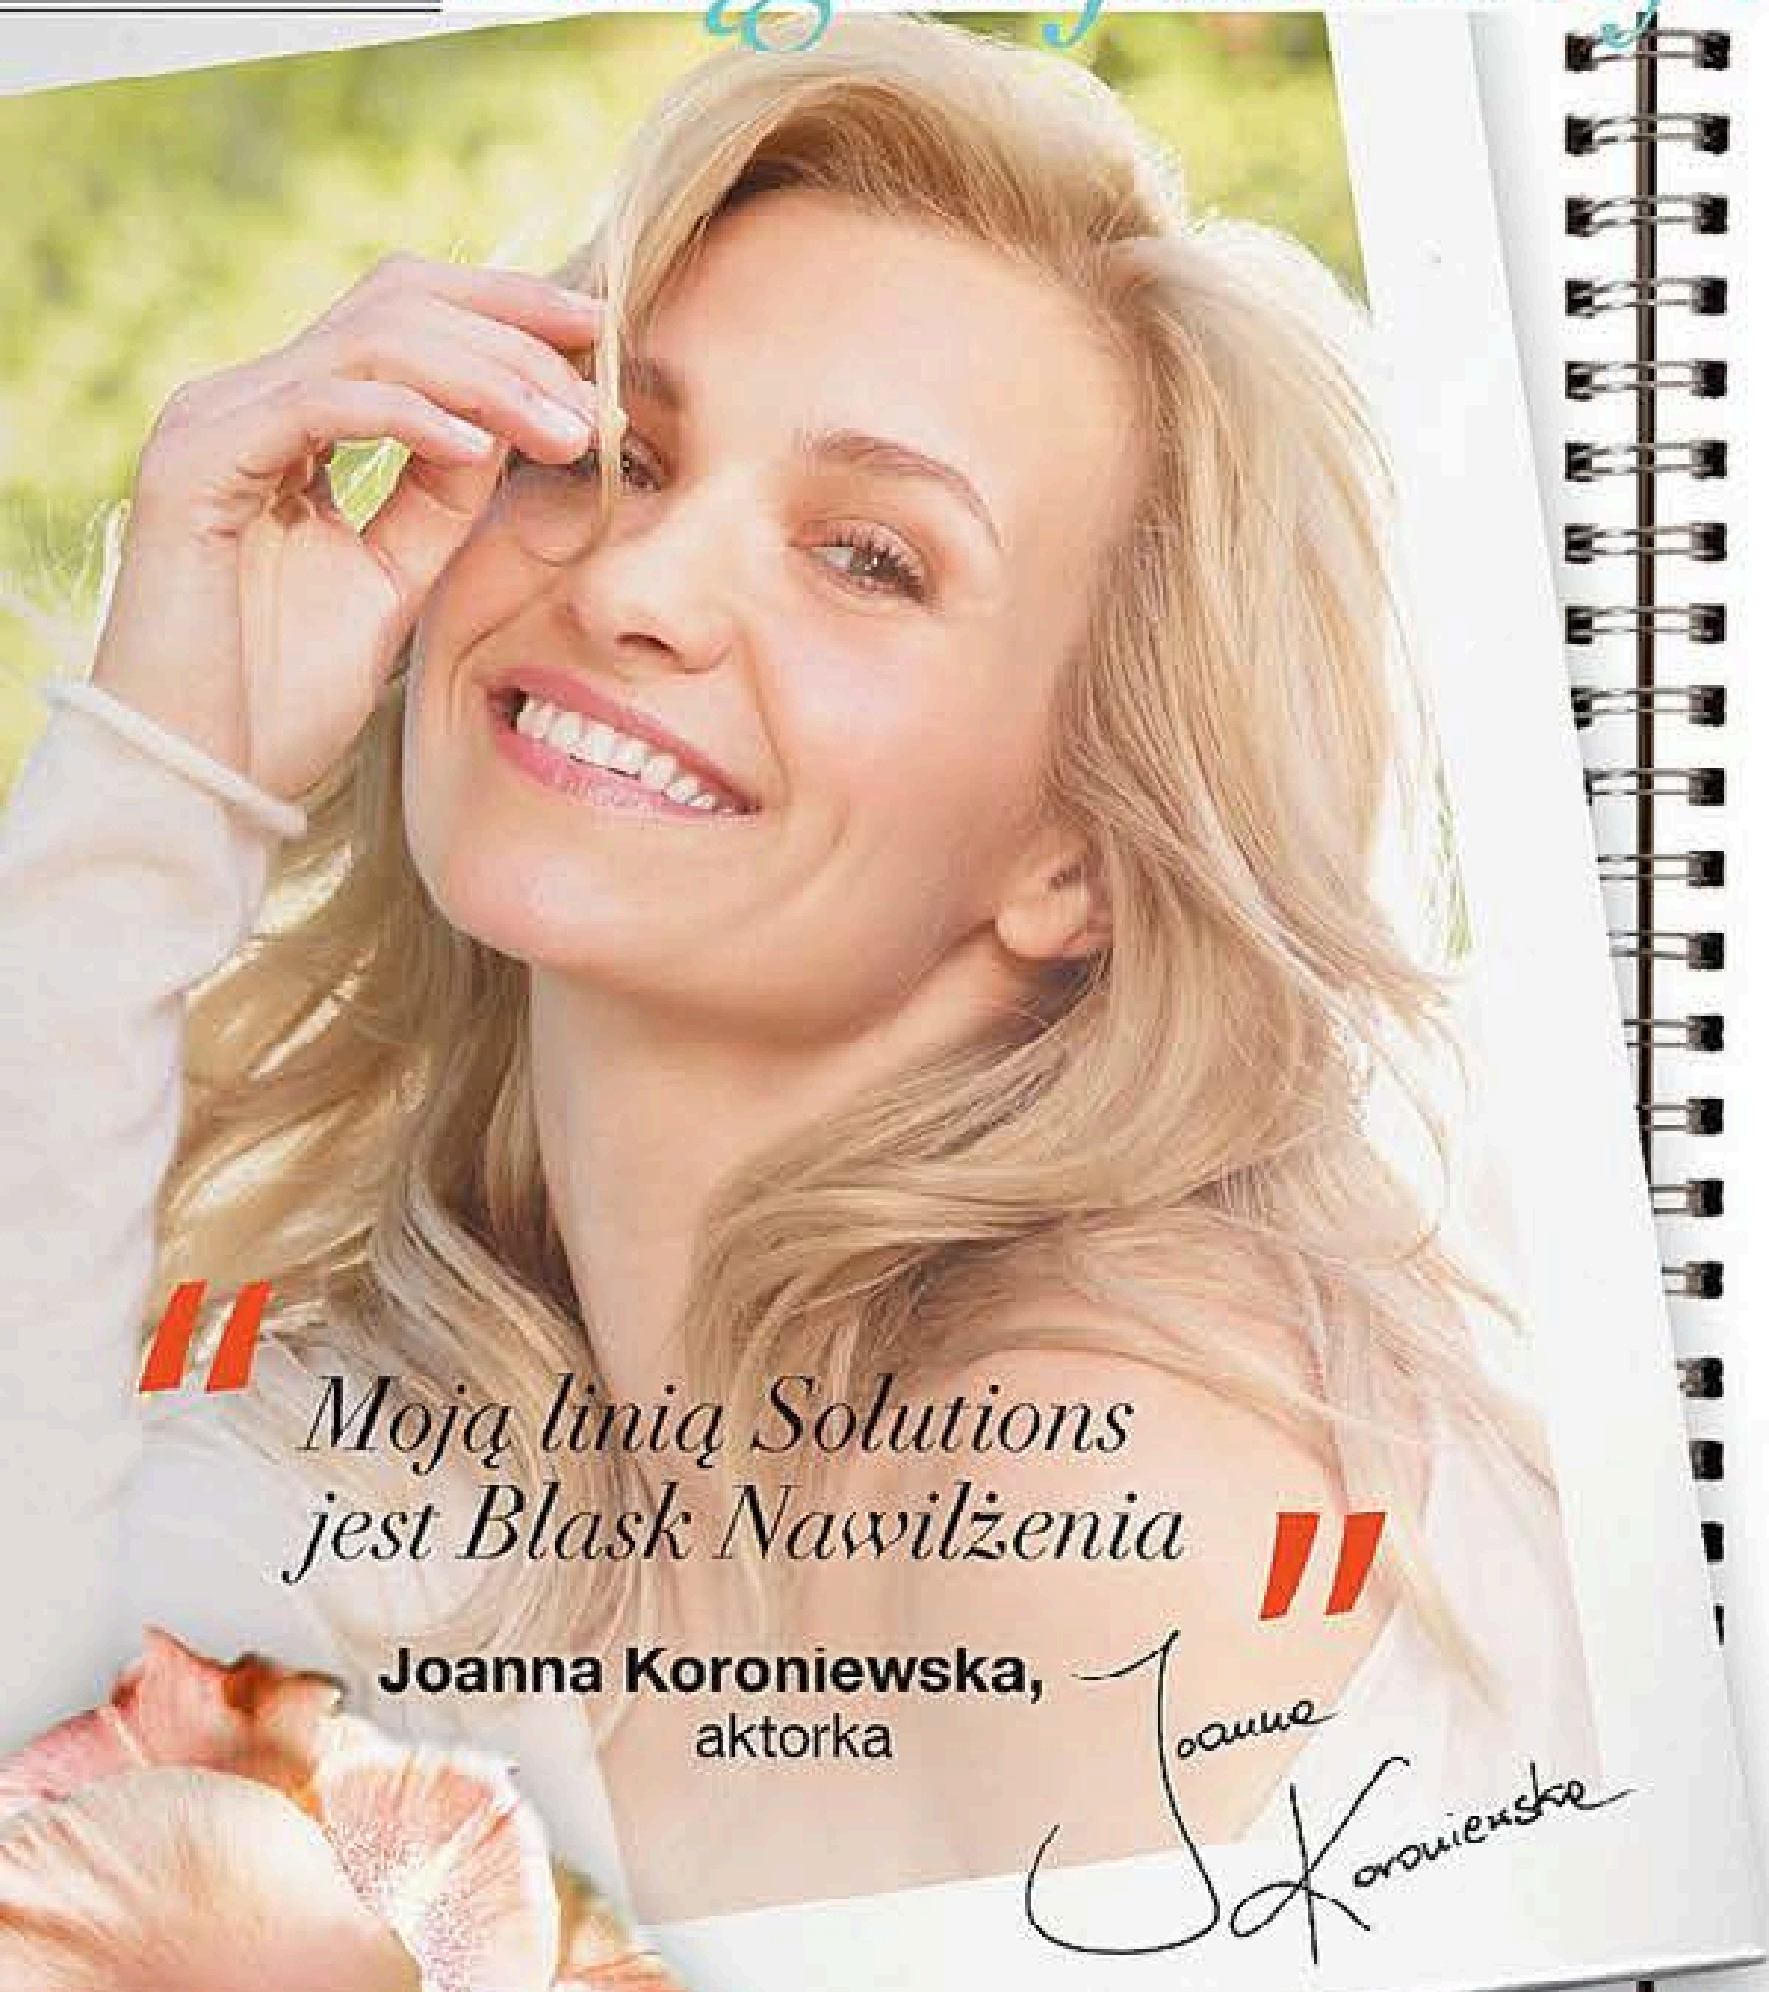 "Moją linią Solutions
jest Blask Nawilżenia"
Joanna Koroniewska,
aktorka
Joanna
Koroniewska